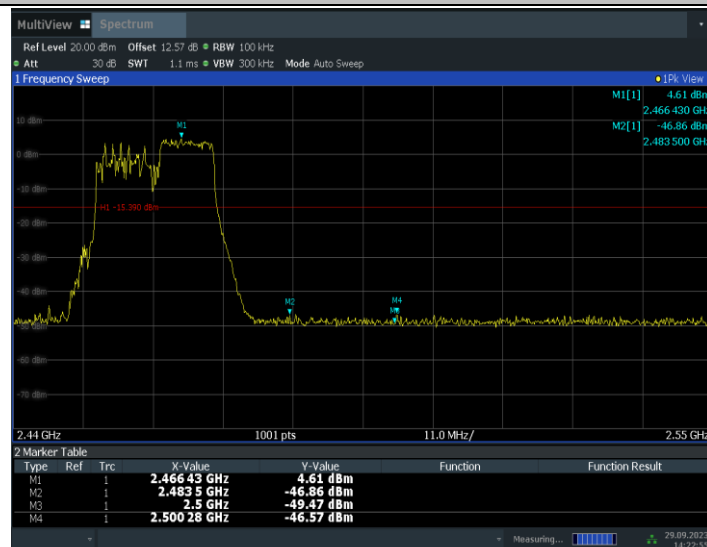 MultiView Spectrum
Ref Level 20.00 dBm Offset 12.57 dB RBW 100 kHz
Att 30 dB SWT 1.1 ms VBW 300 kHz Mode Auto Sweep
1 Frequency Sweep 1Pk View
M1[1] 4.61 dBm
2.466 430 GHz
M2[1] -46.86 dBm
2.483 500 GHz
10 dBm
M1
0 dBm
-10 dBm
H1 -15.390 dBm
-20 dBm
-30 dBm
-40 dBm
M2 M4
-50 dBm
-60 dBm
-70 dBm
2.44 GHz 1001 pts 11.0 MHz/ 2.55 GHz
2 Marker Table
Type Ref Trc X-Value Y-Value Function Function Result
M1 1 2.466 43 GHz 4.61 dBm
M2 1 2.483 5 GHz -46.86 dBm
M3 1 2.5 GHz -49.47 dBm
M4 1 2.500 28 GHz -46.57 dBm
Measuring... 29.09.2023
14:22:55